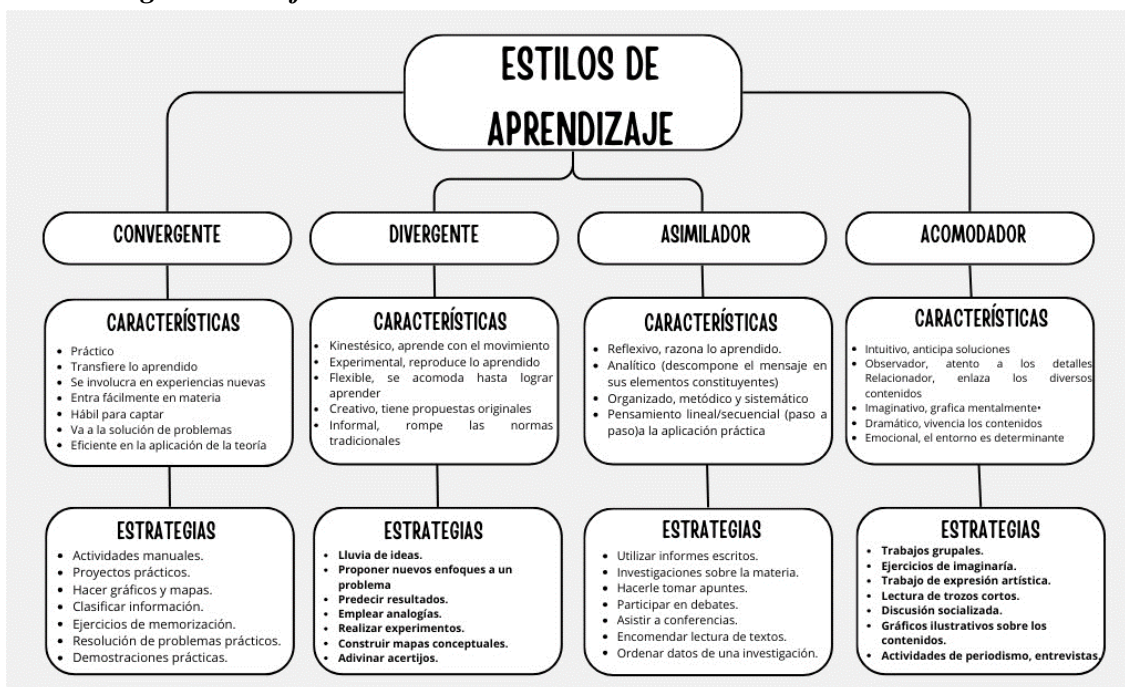 ESTILOS DE
APRENDIZAJE
CONVERGENTE
CARACTERÍSTICAS
• Práctico
• Transfiere lo aprendido
• Se involucra en experiencias nuevas
• Entra fácilmente en materia
• Hábil para captar
• Va a la solución de problemas
• Eficiente en la aplicación de la teoría
ESTRATEGIAS
• Actividades manuales.
• Proyectos prácticos.
• Hacer gráficos y mapas.
• Clasificar información.
• Ejercicios de memorización.
• Resolución de problemas prácticos.
• Demostraciones prácticas.
DIVERGENTE
CARACTERÍSTICAS
• Kinestésico, aprende con el movimiento
• Experimental, reproduce lo aprendido
• Flexible, se acomoda hasta lograr
aprender
• Creativo, tiene propuestas originales
• Informal, rompe las normas
tradicionales
ESTRATEGIAS
• Lluvia de ideas.
• Proponer nuevos enfoques a un
problema
• Predecir resultados.
• Emplear analogías.
• Realizar experimentos.
• Construir mapas conceptuales.
• Adivinar acertijos.
ASIMILADOR
CARACTERÍSTICAS
• Reflexivo, razona lo aprendido.
• Analítico (descompone el mensaje en
sus elementos constituyentes)
• Organizado, metódico y sistemático
• Pensamiento lineal/secuencial (paso a
paso)a la aplicación práctica
ESTRATEGIAS
• Utilizar informes escritos.
• Investigaciones sobre la materia.
• Hacerle tomar apuntes.
• Participar en debates.
• Asistir a conferencias.
• Encomendar lectura de textos.
• Ordenar datos de una investigación.
ACOMODADOR
CARACTERÍSTICAS
• Intuitivo, anticipa soluciones
• Observador, atento a los detalles
Relacionador, enlaza los diversos
contenidos
• Imaginativo, grafica mentalmente•
• Dramático, vivencia los contenidos
• Emocional, el entorno es determinante
ESTRATEGIAS
• Trabajos grupales.
• Ejercicios de imaginaría.
• Trabajo de expresión artística.
• Lectura de trozos cortos.
• Discusión socializada.
• Gráficos ilustrativos sobre los
contenidos.
• Actividades de periodismo, entrevistas.